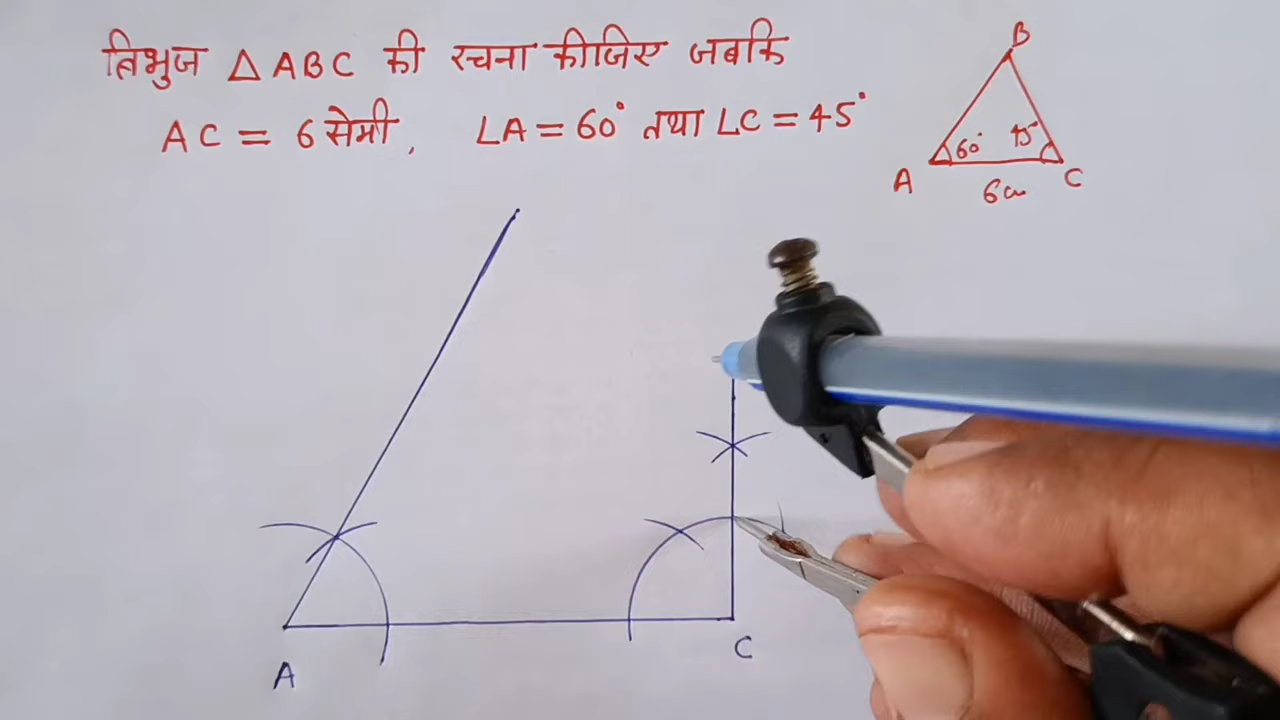 त्रिभुज △ABC की रचना कीजिए जबकि
AC = 6 सेमी, ∠A = 60° तथा ∠C = 45°
B
60° 45°
A C
6cm
A C